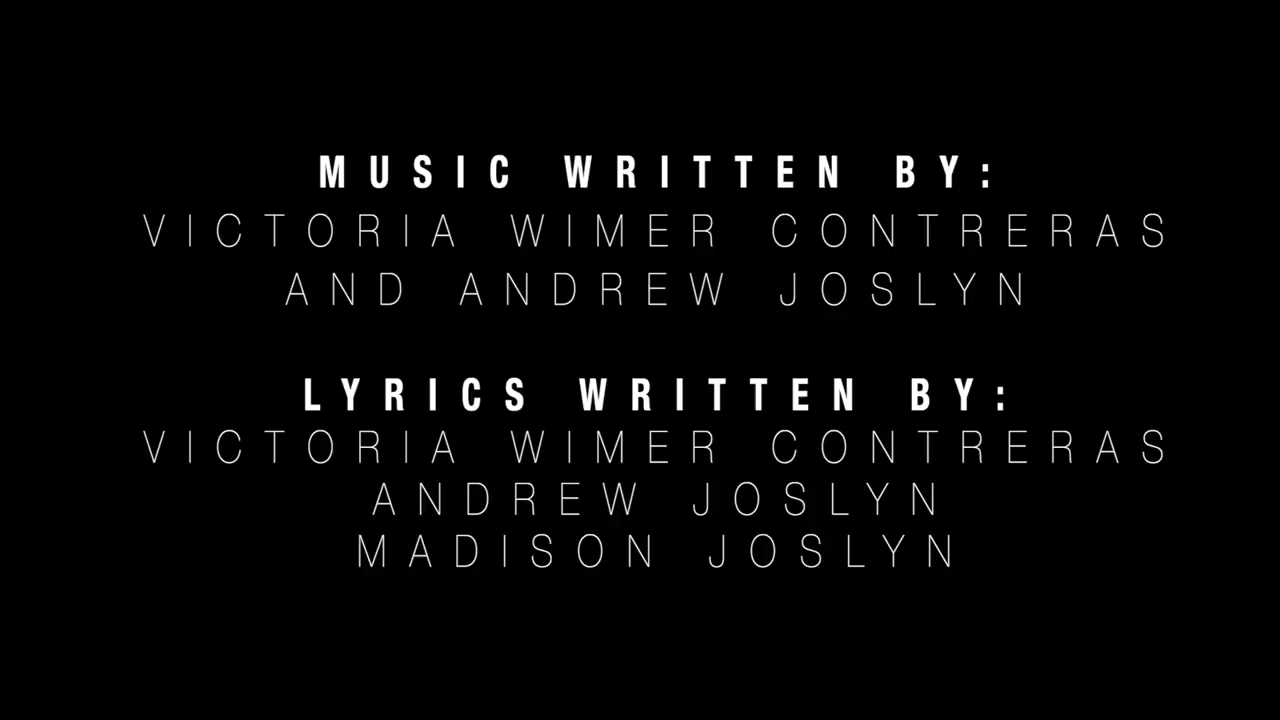 MUSIC WRITTEN BY:
VICTORIA WIMER CONTRERAS
AND ANDREW JOSLYN
LYRICS WRITTEN BY:
VICTORIA WIMER CONTRERAS
ANDREW JOSLYN
MADISON JOSLYN